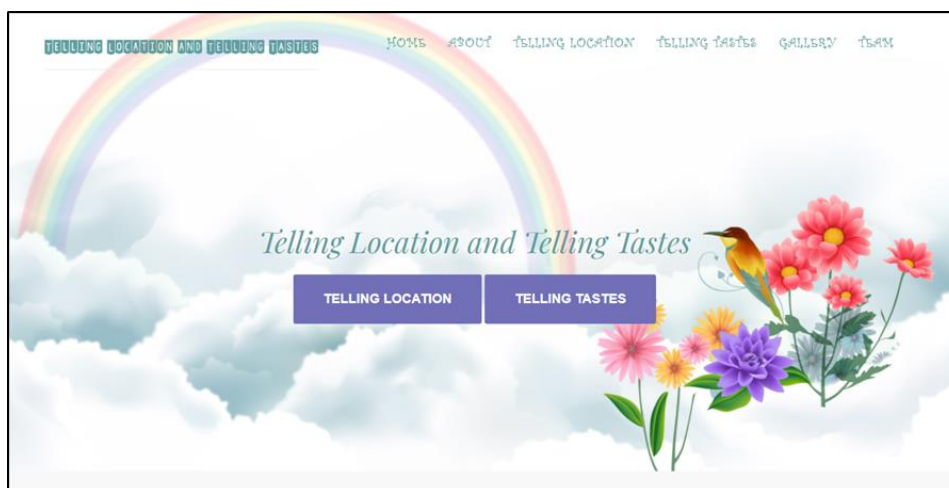 TELLING LOCATION AND TELLING TASTES
HOME ABOUT TELLING LOCATION TELLING TASTES GALLERY TEAM
Telling Location and Telling Tastes
TELLING LOCATION TELLING TASTES